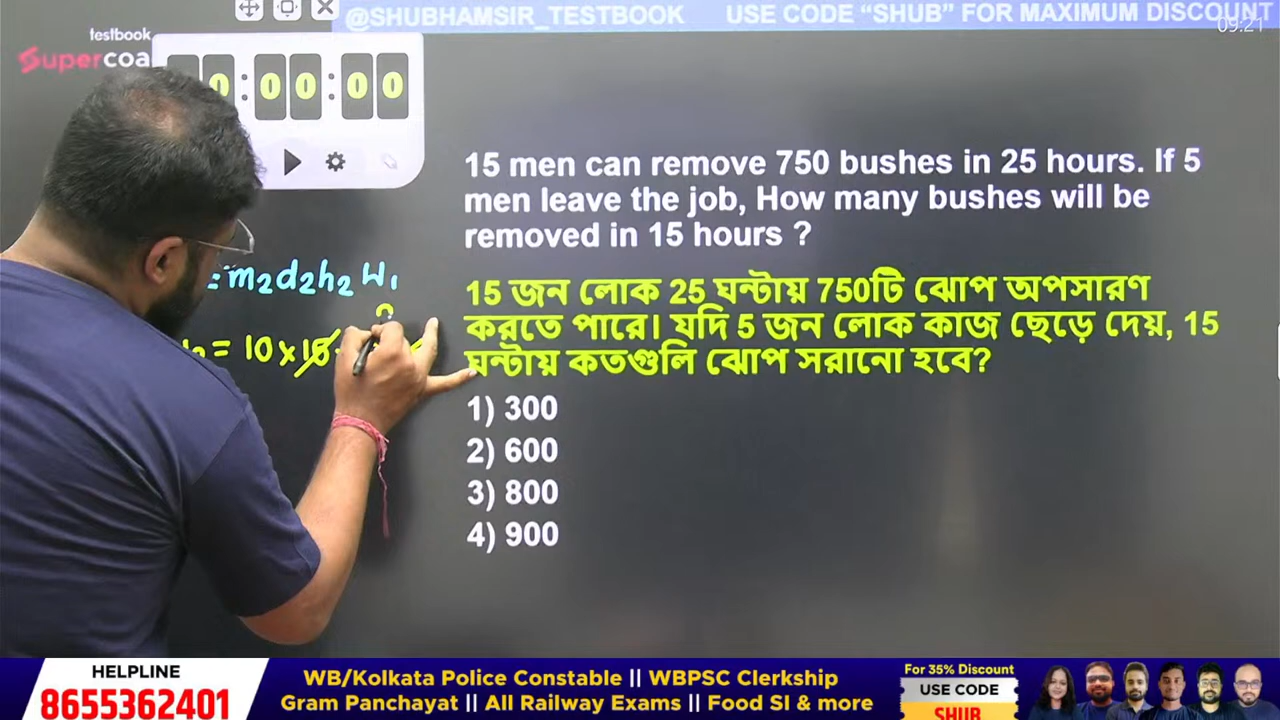 @SHUBHAMSIR_TESTBOOK USE CODE “SHUB” FOR MAXIMUM DISCOUNT
09:21
testbook
Supercoa
0:00:00
15 men can remove 750 bushes in 25 hours. If 5
men leave the job, How many bushes will be
removed in 15 hours ?
= m₂d₂h₂ W₁
= 10 × 15
15 জন লোক 25 ঘন্টায় 750টি ঝোপ অপসারণ
করতে পারে। যদি 5 জন লোক কাজ ছেড়ে দেয়, 15
ঘন্টায় কতগুলি ঝোপ সরানো হবে?
1) 300
2) 600
3) 800
4) 900
HELPLINE
8655362401
WB/Kolkata Police Constable || WBPSC Clerkship
Gram Panchayat || All Railway Exams || Food SI & more
For 35% Discount
USE CODE
SHUB